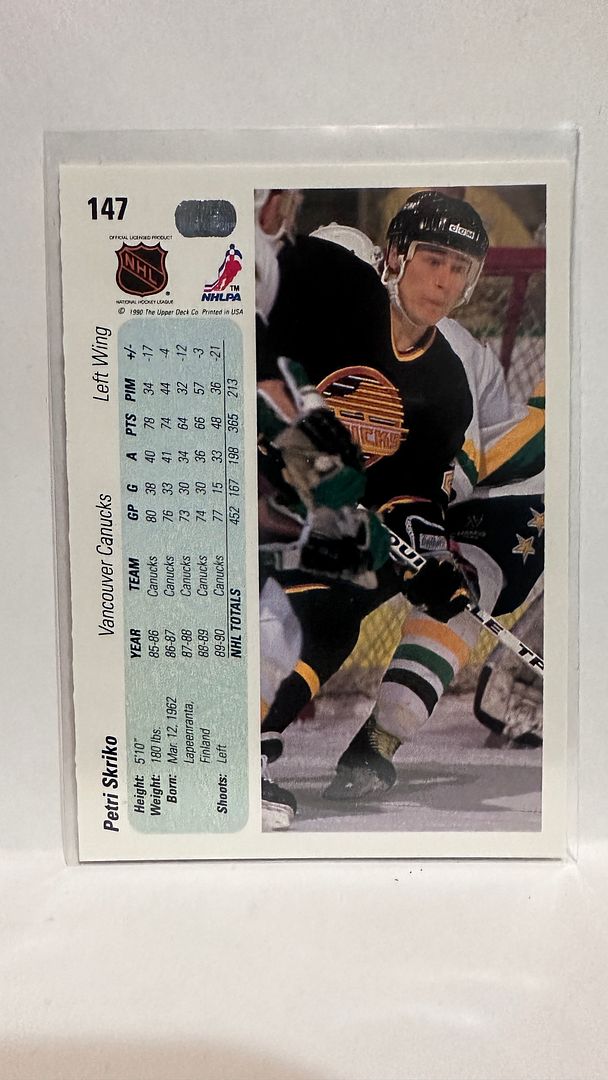 147
OFFICIAL LICENSED PRODUCT
NHL
®
NATIONAL HOCKEY LEAGUE
TM
NHLPA
© 1990 The Upper Deck Co. Printed in USA
Petri Skriko Vancouver Canucks Left Wing
Height: 5'10"
Weight: 180 lbs.
Born: Mar. 12, 1962
Lapeenranta,
Finland
Shoots: Left
YEAR TEAM GP G A PTS PIM +/-
85-86 Canucks 80 38 40 78 34 -17
86-87 Canucks 76 33 41 74 44 -4
87-88 Canucks 73 30 34 64 32 -12
88-89 Canucks 74 30 36 66 57 -3
89-90 Canucks 77 15 33 48 36 -21
NHL TOTALS 452 167 198 365 213
CCM